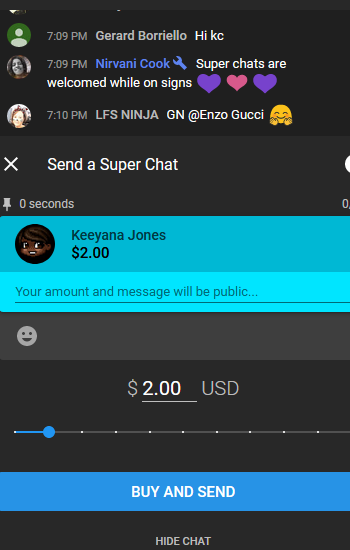 7:09 PM Gerard Borriello Hi kc
7:09 PM Nirvani Cook Super chats are
welcomed while on signs
7:10 PM LFS NINJA GN @Enzo Gucci
Send a Super Chat
0 seconds 0
Keeyana Jones
$2.00
Your amount and message will be public...
$ 2.00 USD
BUY AND SEND
HIDE CHAT